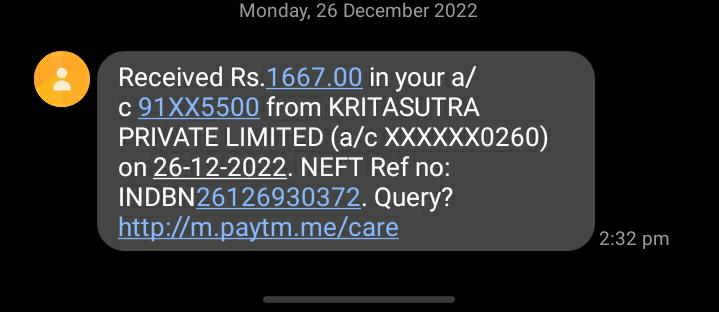 Monday, 26 December 2022
Received Rs.1667.00 in your a/
c 91XX5500 from KRITASUTRA
PRIVATE LIMITED (a/c XXXXXX0260)
on 26-12-2022. NEFT Ref no:
INDBN26126930372. Query?
http://m.paytm.me/care
2:32 pm